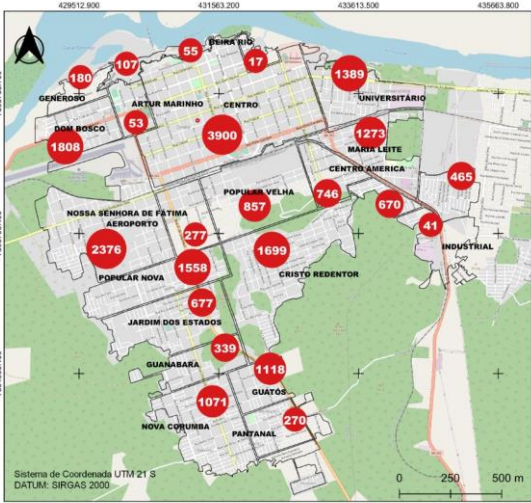 429512.900 431563.200 433613.500 435663.800
BEIRA RIO
55
17
107
180
1389
GENEROSO
ARTUR MARINHO
CENTRO
UNIVERSITÁRIO
53
DOM BOSCO
3900
1273
MARIA LEITE
1808
CENTRO AMERICA
465
POPULAR VELHA
746
857
670
NOSSA SENHORA DE FÁTIMA
AEROPORTO
41
277
2376
1699
INDUSTRIAL
1558
CRISTO REDENTOR
POPULAR NOVA
677
JARDIM DOS ESTADOS
339
GUANABARA
1118
GUATÓS
1071
270
NOVA CORUMBA
PANTANAL
Sistema de Coordenada UTM 21 S
DATUM: SIRGAS 2000
0 250 500 m